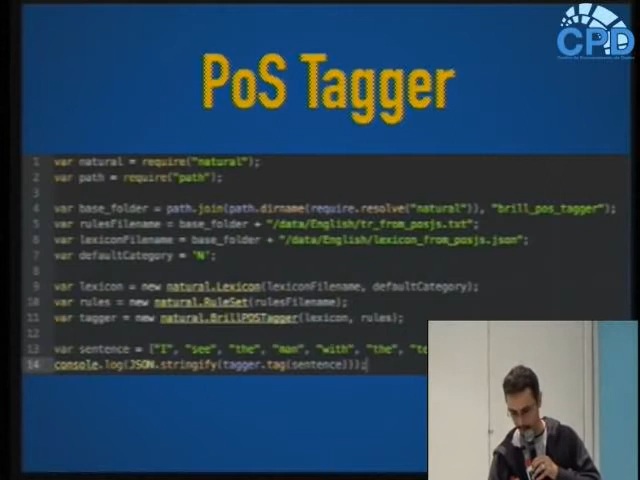 CPD
PoS Tagger
1 var natural = require("natural");
2 var path = require("path");
3
4 var base_folder = path.join(path.dirname(require.resolve("natural")), "brill_pos_tagger");
5 var rulesFilename = base_folder + "/data/English/tr_from_posjs.txt";
6 var lexiconFilename = base_folder + "/data/English/lexicon_from_posjs.json";
7 var defaultCategory = 'N';
8
9 var lexicon = new natural.Lexicon(lexiconFilename, defaultCategory);
10 var rules = new natural.RuleSet(rulesFilename);
11 var tagger = new natural.BrillPOSTagger(lexicon, rules);
12
13 var sentence = ["I", "see", "the", "man", "with", "the", "te
14 console.log(JSON.stringify(tagger.tag(sentence)));